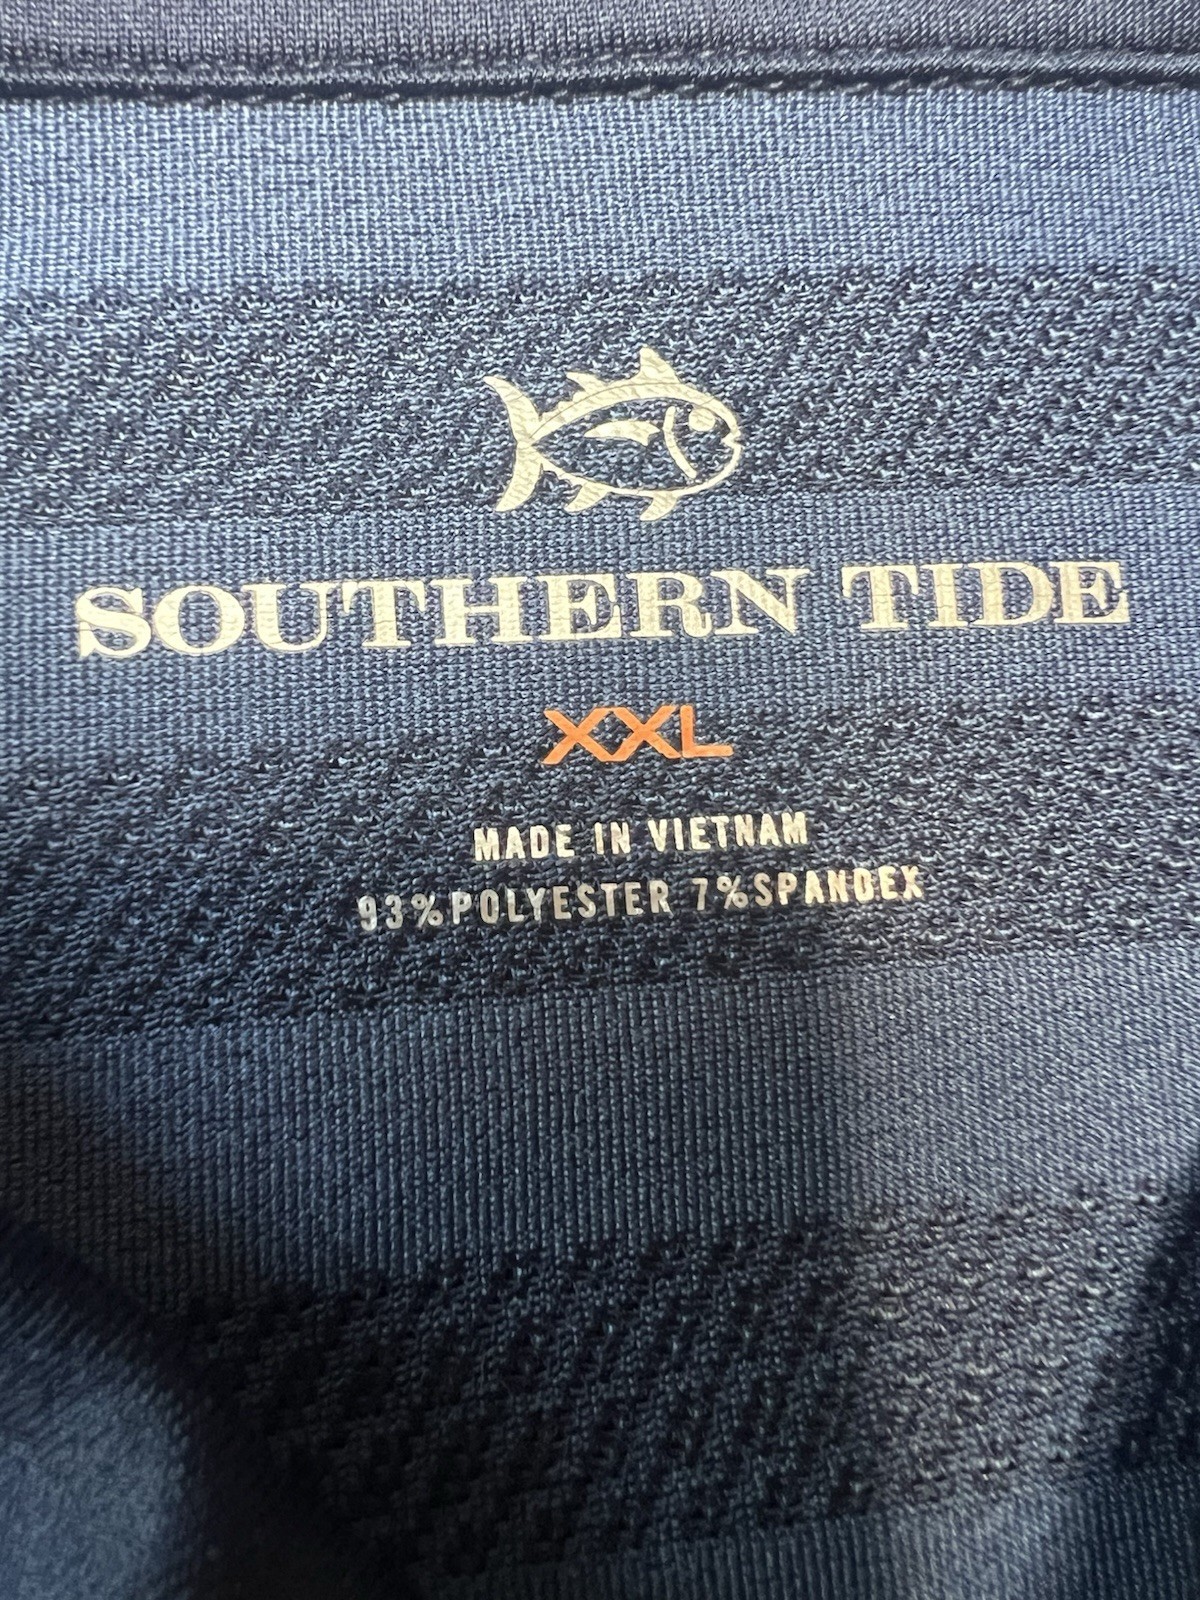 SOUTHERN TIDE
XXL
MADE IN VIETNAM
93%POLYESTER 7%SPANDEX